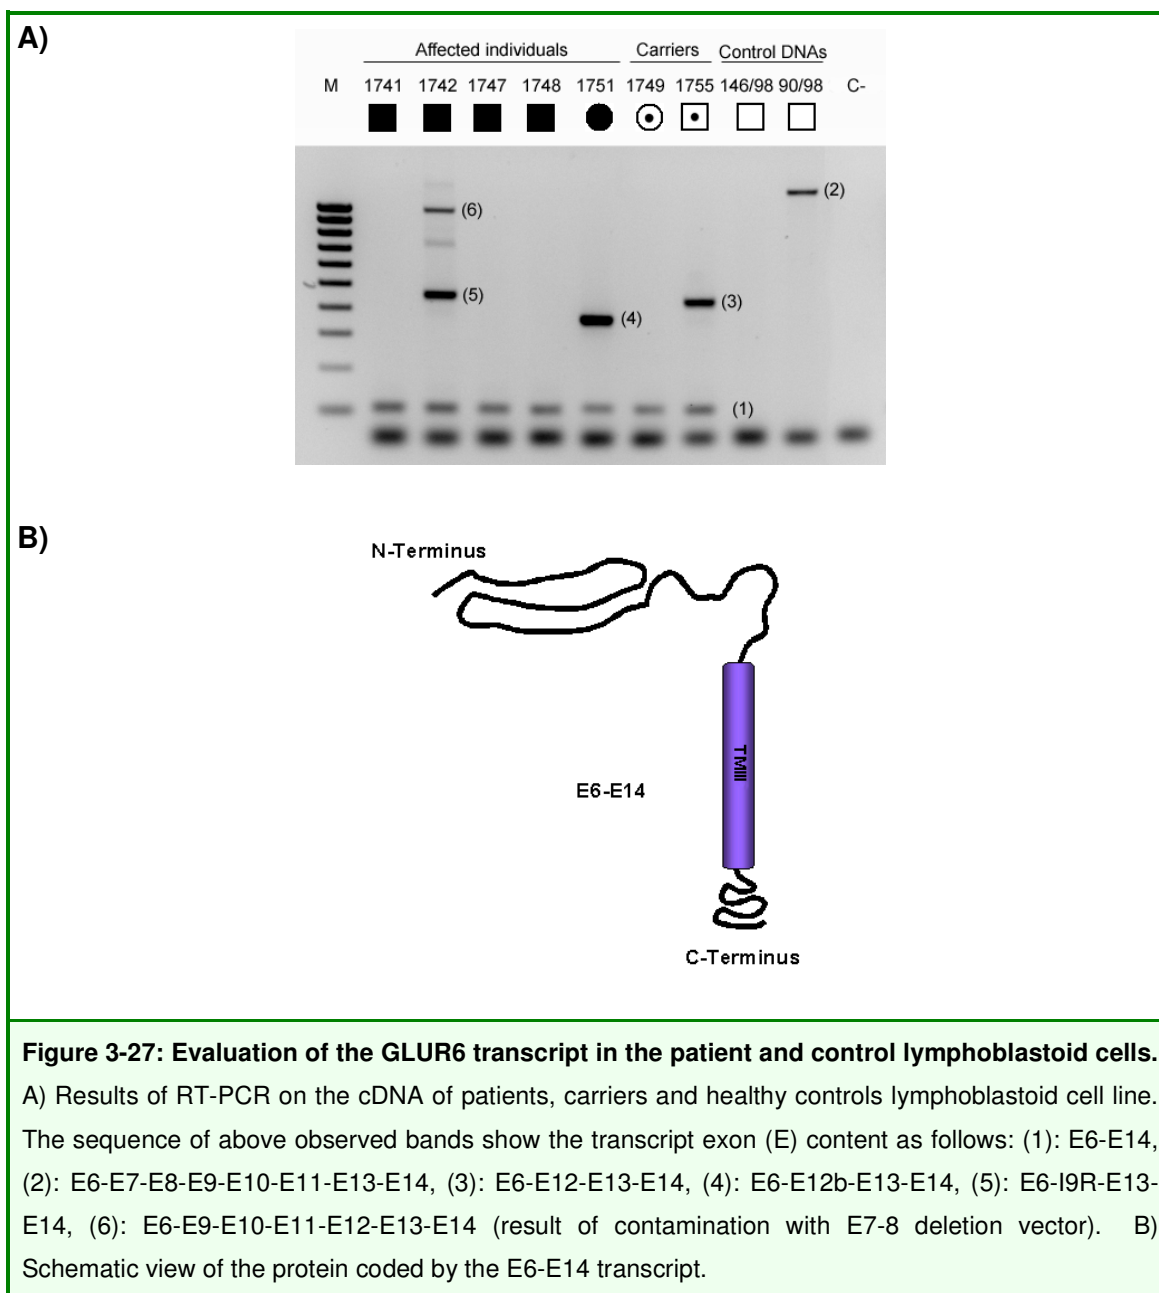 A)
Affected individuals Carriers Control DNAs
M 1741 1742 1747 1748 1751 1749 1755 146/98 90/98 C-
(2)
(6)
(5)
(3)
(4)
(1)
B)
N-Terminus
TMIII
E6-E14
C-Terminus
Figure 3-27: Evaluation of the GLUR6 transcript in the patient and control lymphoblastoid cells.
A) Results of RT-PCR on the cDNA of patients, carriers and healthy controls lymphoblastoid cell line.
The sequence of above observed bands show the transcript exon (E) content as follows: (1): E6-E14,
(2): E6-E7-E8-E9-E10-E11-E13-E14, (3): E6-E12-E13-E14, (4): E6-E12b-E13-E14, (5): E6-I9R-E13-
E14, (6): E6-E9-E10-E11-E12-E13-E14 (result of contamination with E7-8 deletion vector). B)
Schematic view of the protein coded by the E6-E14 transcript.